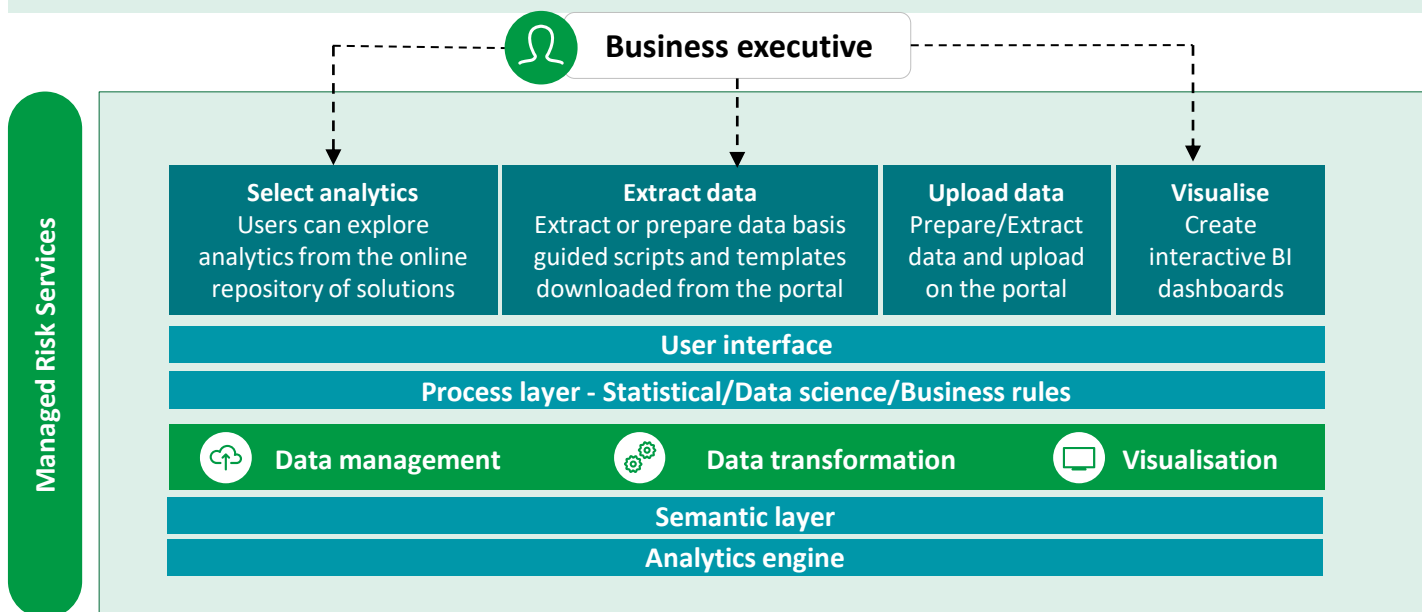 Business executive
Managed Risk Services
Select analytics
Users can explore
analytics from the online
repository of solutions
Extract data
Extract or prepare data basis
guided scripts and templates
downloaded from the portal
Upload data
Prepare/Extract
data and upload
on the portal
Visualise
Create
interactive BI
dashboards
User interface
Process layer - Statistical/Data science/Business rules
Data management
Data transformation
Visualisation
Semantic layer
Analytics engine